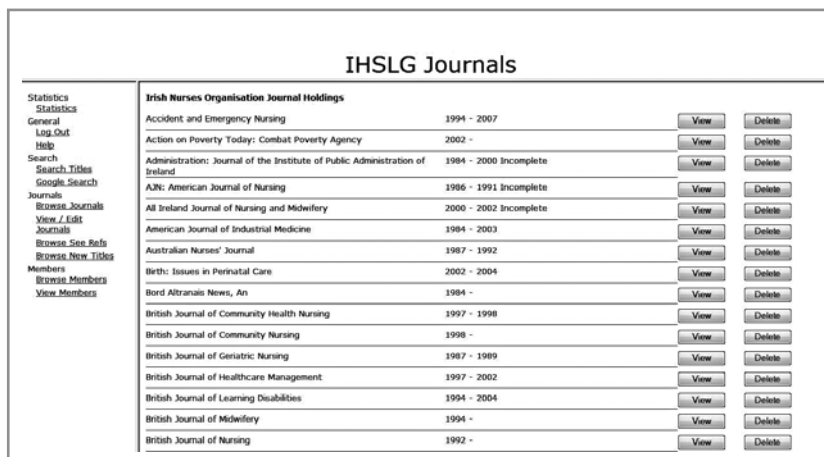 IHSLG Journals
Statistics
Statistics
General
Log Out
Help
Search
Search Titles
Google Search
Journals
Browse Journals
View / Edit
Journals
Browse See Refs
Browse New Titles
Members
Browse Members
View Members
Irish Nurses Organisation Journal Holdings
Accident and Emergency Nursing 1994 - 2007 View Delete
Action on Poverty Today: Combat Poverty Agency 2002 - View Delete
Administration: Journal of the Institute of Public Administration of 1984 - 2000 Incomplete View Delete
Ireland
AJN: American Journal of Nursing 1986 - 1991 Incomplete View Delete
All Ireland Journal of Nursing and Midwifery 2000 - 2002 Incomplete View Delete
American Journal of Industrial Medicine 1984 - 2003 View Delete
Australian Nurses' Journal 1987 - 1992 View Delete
Birth: Issues in Perinatal Care 2002 - 2004 View Delete
Bord Altranais News, An 1984 - View Delete
British Journal of Community Health Nursing 1997 - 1998 View Delete
British Journal of Community Nursing 1998 - View Delete
British Journal of Geriatric Nursing 1987 - 1989 View Delete
British Journal of Healthcare Management 1997 - 2002 View Delete
British Journal of Learning Disabilities 1994 - 2004 View Delete
British Journal of Midwifery 1994 - View Delete
British Journal of Nursing 1992 - View Delete